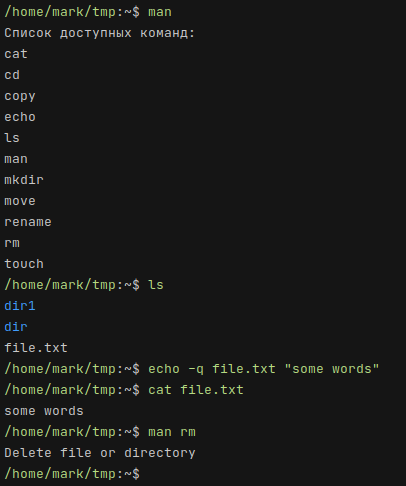 /home/mark/tmp:~$ man
Список доступных команд:
cat
cd
copy
echo
ls
man
mkdir
move
rename
rm
touch
/home/mark/tmp:~$ ls
dir1
dir
file.txt
/home/mark/tmp:~$ echo -q file.txt "some words"
/home/mark/tmp:~$ cat file.txt
some words
/home/mark/tmp:~$ man rm
Delete file or directory
/home/mark/tmp:~$